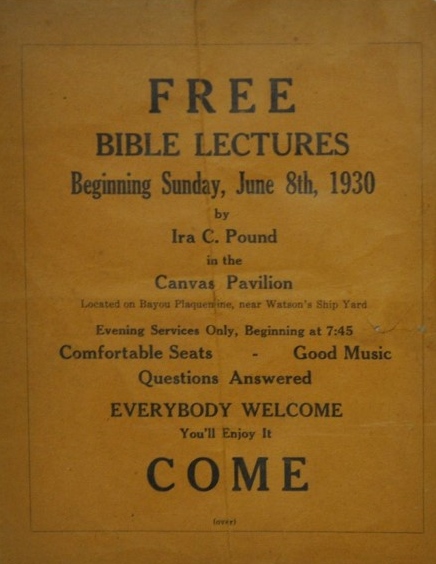 FREE
BIBLE LECTURES
Beginning Sunday, June 8th, 1930
by
Ira C. Pound
in the
Canvas Pavilion
Located on Bayou Plaquemine, near Watson's Ship Yard
Evening Services Only, Beginning at 7:45
Comfortable Seats - Good Music
Questions Answered
EVERYBODY WELCOME
You'll Enjoy It
COME
(over)